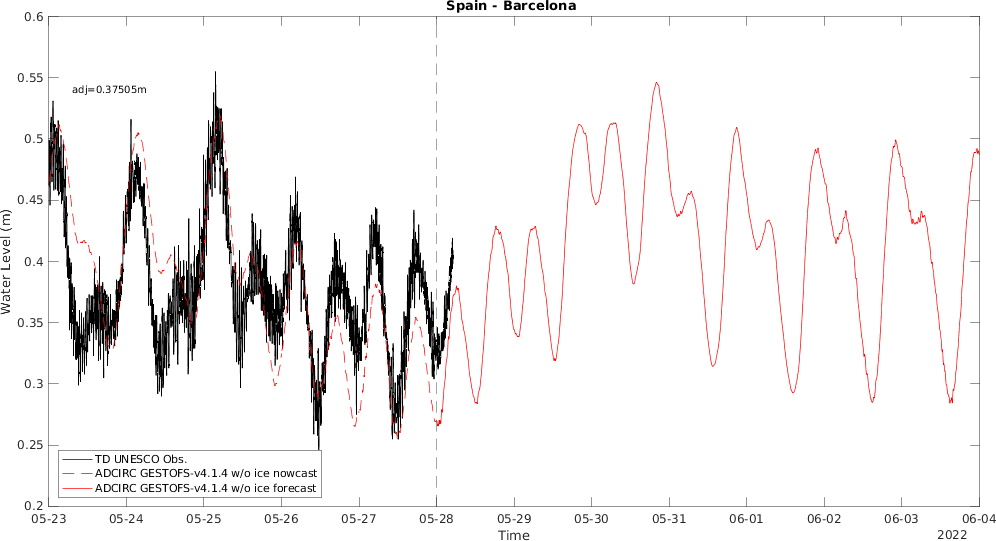 Spain - Barcelona
0.6
0.55
0.5
0.45
0.4
0.35
0.3
0.25
0.2
Water Level (m)
adj=0.37505m
TD UNESCO Obs.
ADCIRC GESTOFS-v4.1.4 w/o ice nowcast
ADCIRC GESTOFS-v4.1.4 w/o ice forecast
05-23 05-24 05-25 05-26 05-27 05-28 05-29 05-30 05-31 06-01 06-02 06-03 06-04
Time
2022